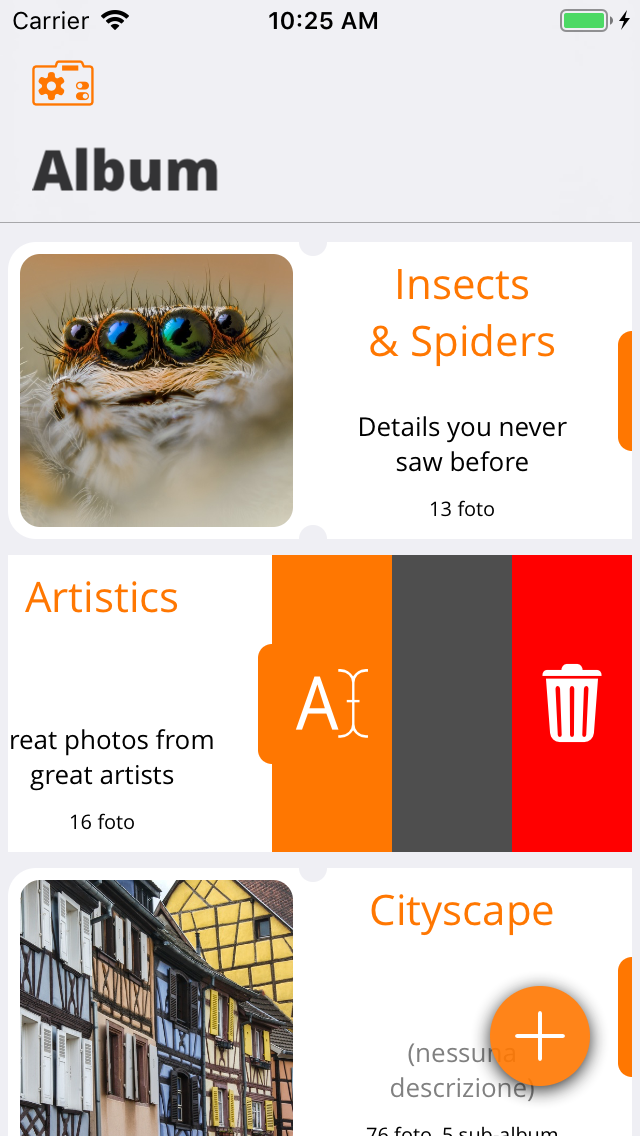 Carrier 10:25 AM
Album
Insects
& Spiders
Details you never
saw before
13 foto
Artistics
reat photos from
great artists
16 foto
A
Cityscape
(nessuna
descrizione)
76 foto, 5 sub-album